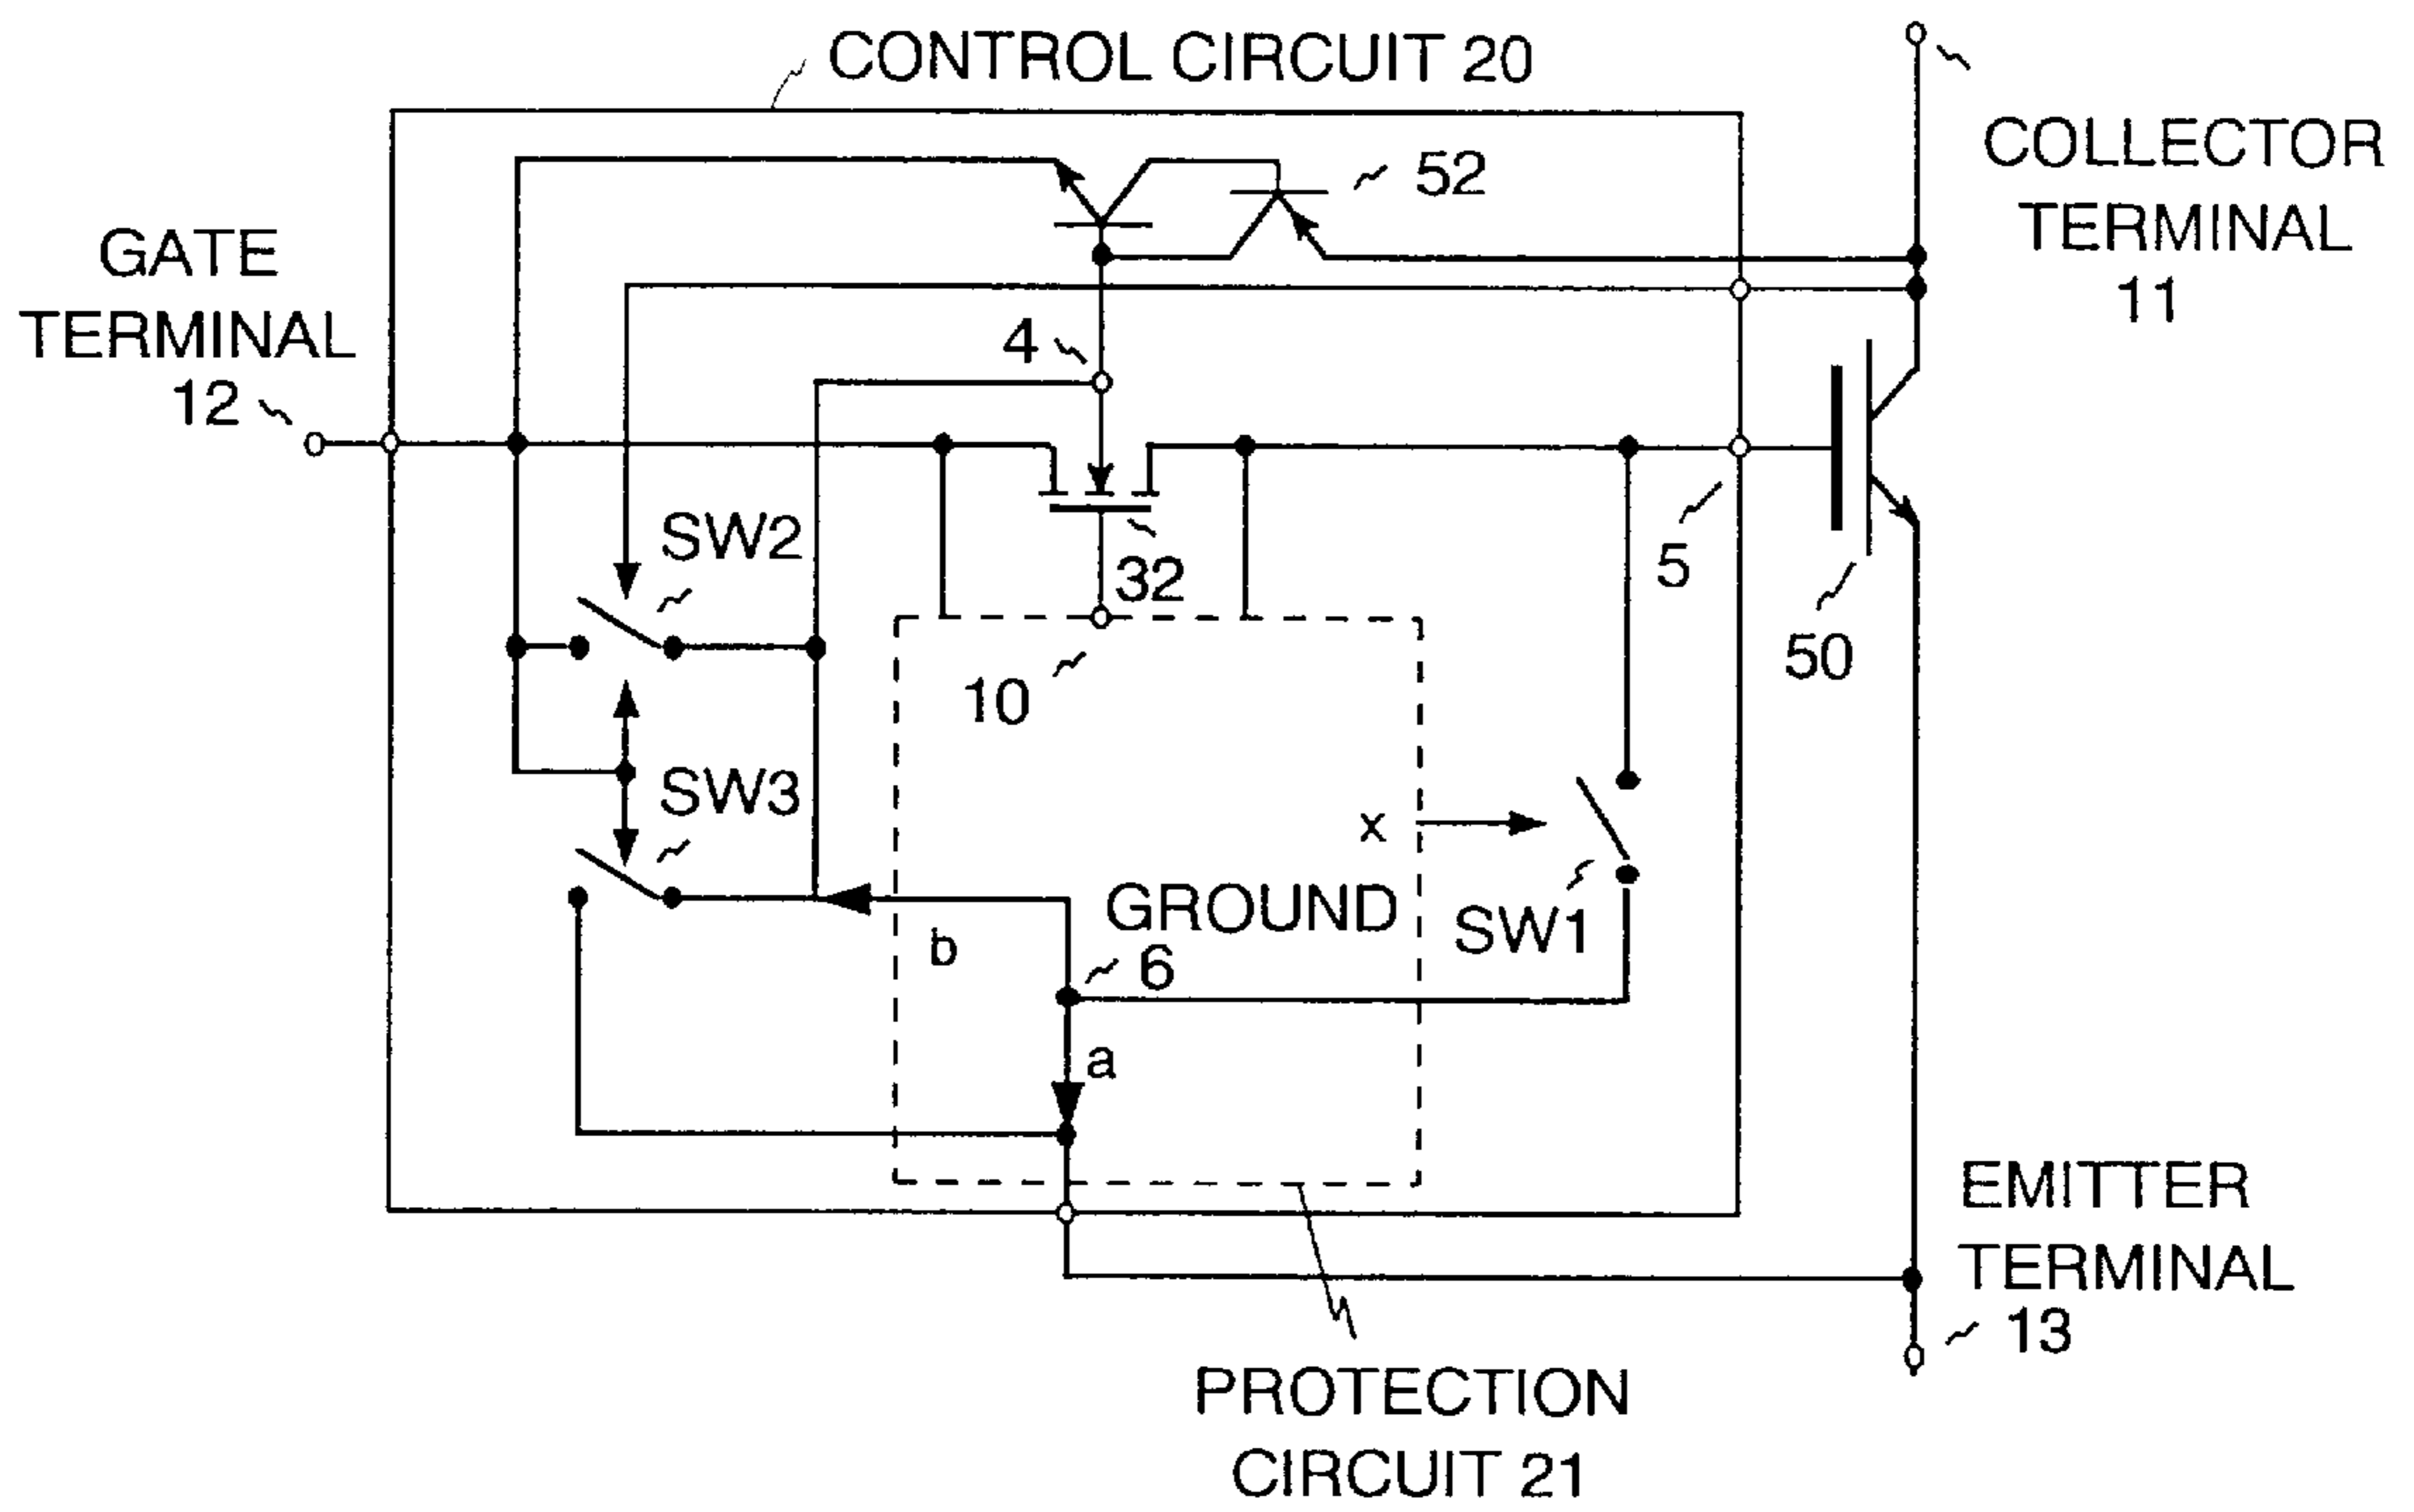 CONTROL CIRCUIT 20
COLLECTOR
TERMINAL
11
52
GATE
TERMINAL
12
4
SW2
32
5
50
10
SW3
x
GROUND
6
SW1
b
a
EMITTER
TERMINAL
13
PROTECTION
CIRCUIT 21